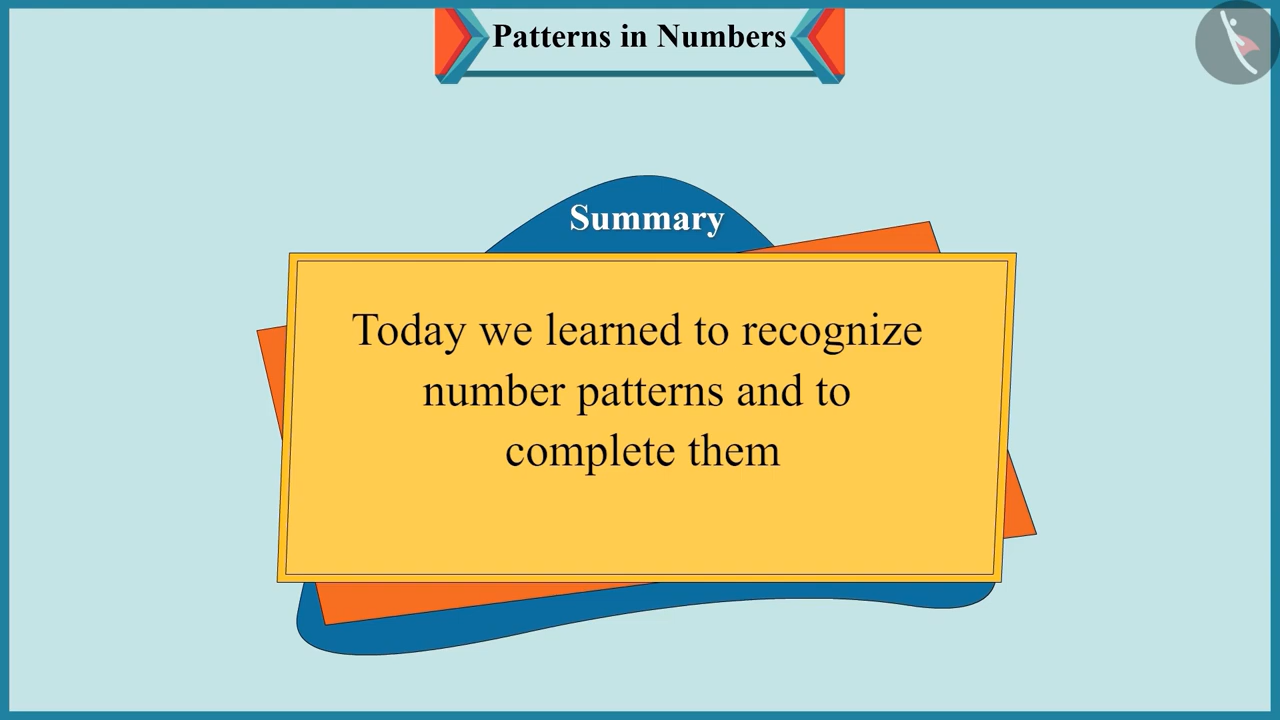 Patterns in Numbers
Summary
Today we learned to recognize
number patterns and to
complete them